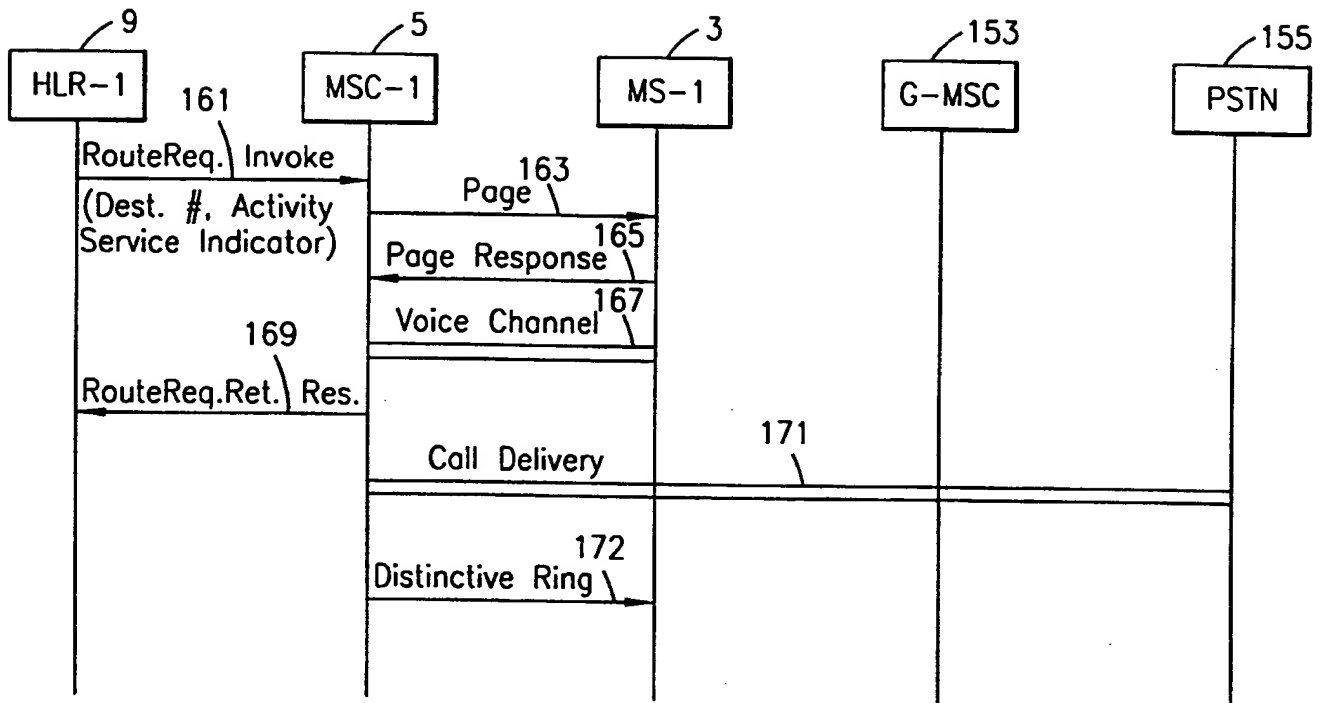 9
5
3
153
155
HLR-1
MSC-1
MS-1
G-MSC
PSTN
161
RouteReq. Invoke
(Dest. #, Activity
Service Indicator)
163
Page
165
Page Response
167
Voice Channel
169
RouteReq.Ret. Res.
171
Call Delivery
172
Distinctive Ring